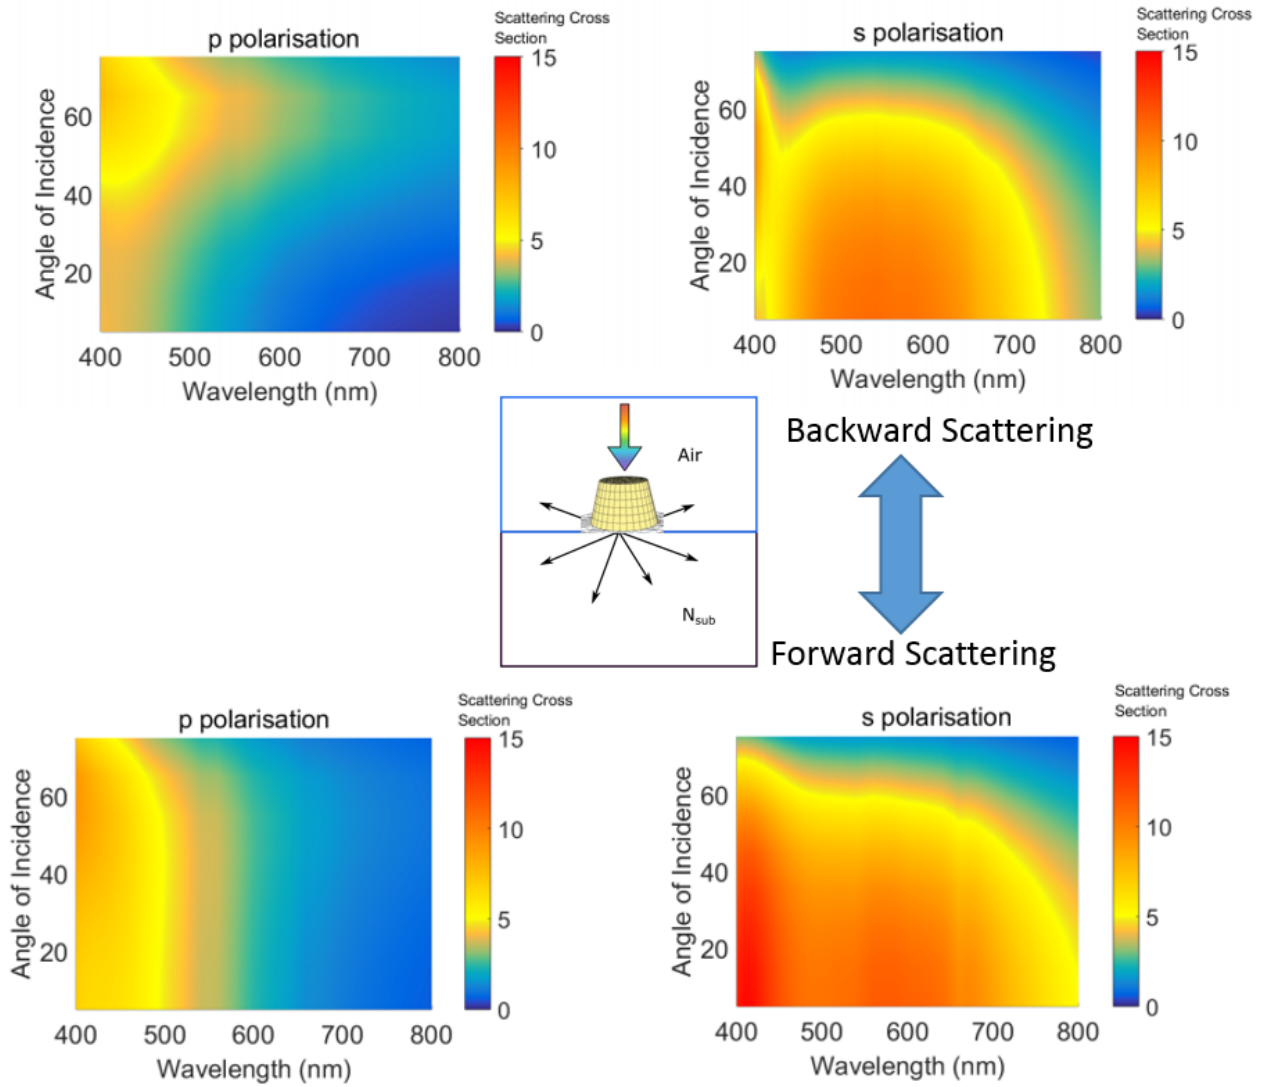 p polarisation
Scattering Cross
Section
Angle of Incidence
60
40
20
15
10
5
0
400 500 600 700 800
Wavelength (nm)
s polarisation
Scattering Cross
Section
Angle of Incidence
60
40
20
15
10
5
0
400 500 600 700 800
Wavelength (nm)
Air
N_sub
Backward Scattering
Forward Scattering
p polarisation
Scattering Cross
Section
Angle of Incidence
60
40
20
15
10
5
0
400 500 600 700 800
Wavelength (nm)
s polarisation
Scattering Cross
Section
Angle of Incidence
60
40
20
15
10
5
0
400 500 600 700 800
Wavelength (nm)